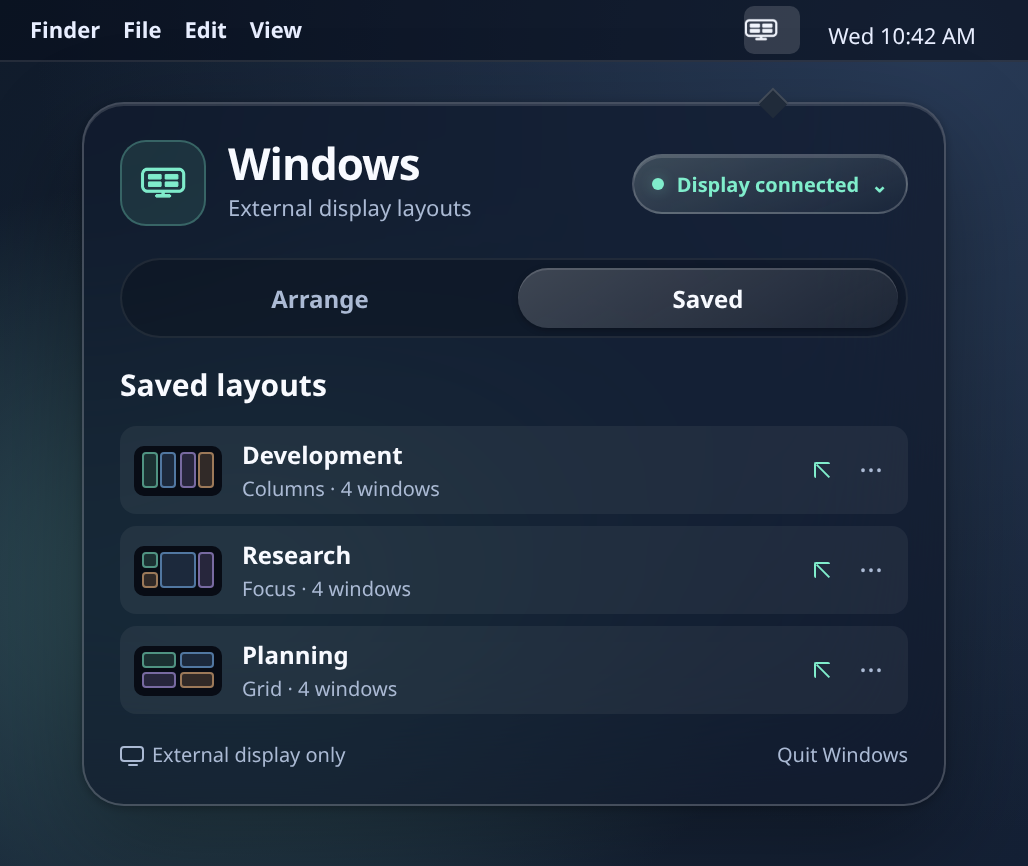 Finder File Edit View Wed 10:42 AM
Windows
External display layouts
Display connected
Arrange Saved
Saved layouts
Development
Columns · 4 windows
Research
Focus · 4 windows
Planning
Grid · 4 windows
External display only Quit Windows